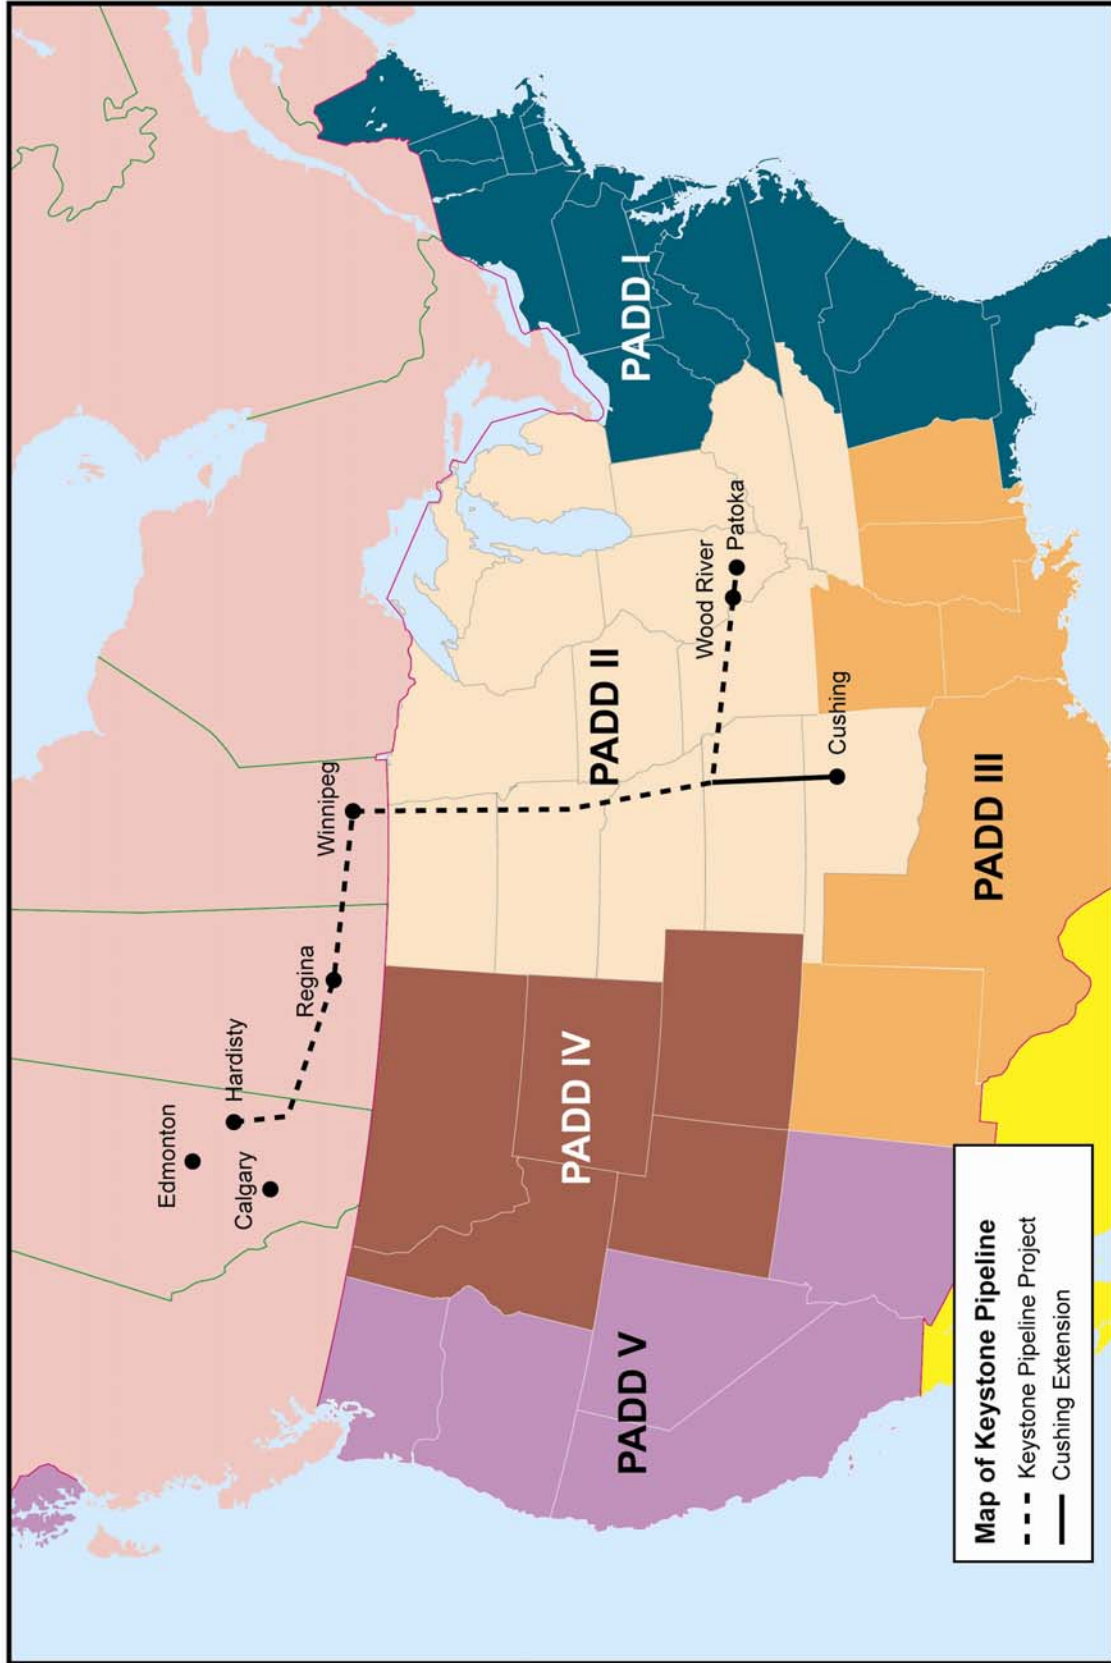 Edmonton
Hardisty
Calgary
Regina
Winnipeg
PADD I
PADD II
Wood River
Patoka
PADD IV
PADD V
Cushing
PADD III
Map of Keystone Pipeline
Keystone Pipeline Project
Cushing Extension